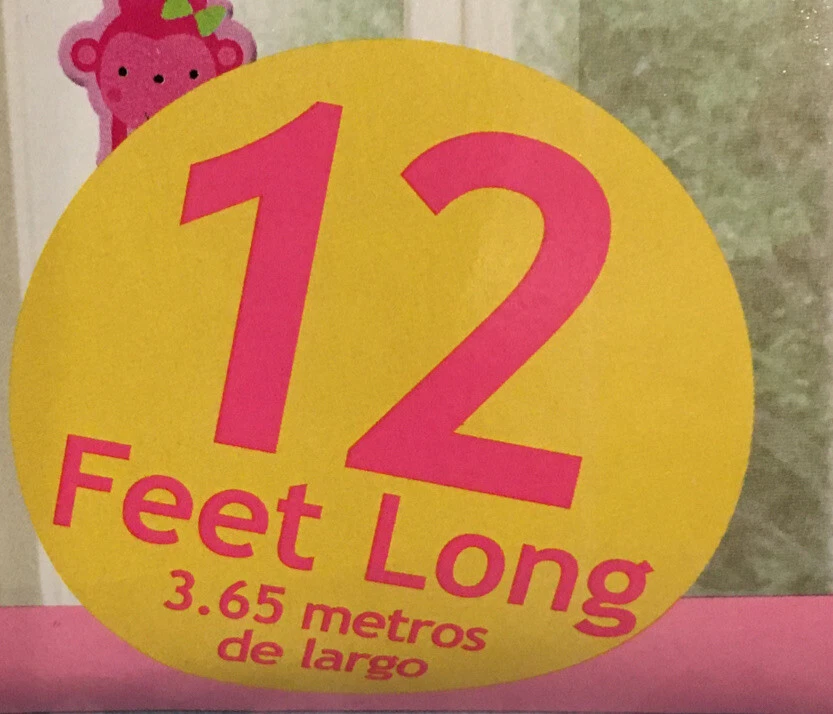 12
Feet Long
3.65 metros
de largo